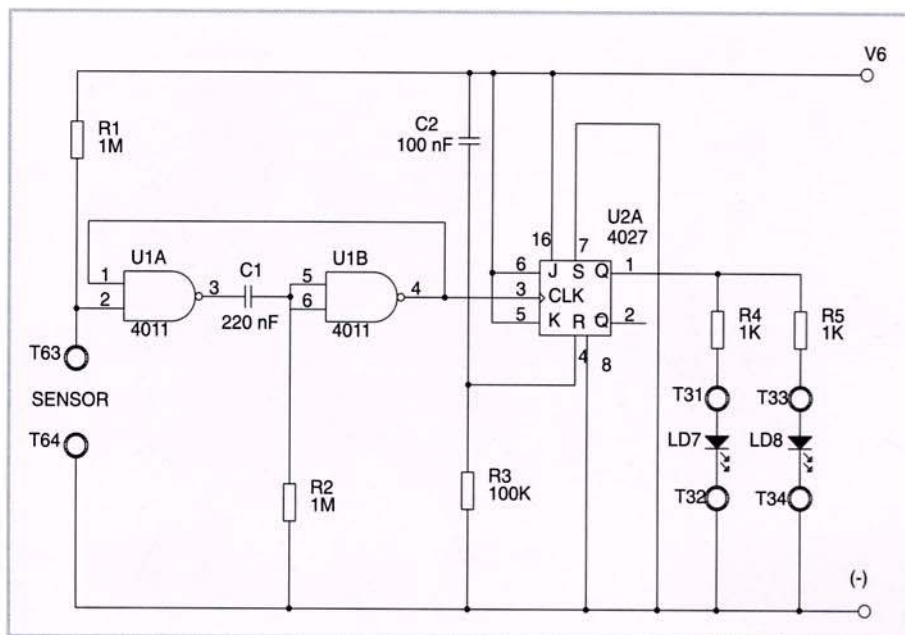 V6
R1
1M
C2
100 nF
U2A
4027
16
7
U1A
C1
U1B
6
J
S
Q
1
1
2
3
5
6
4
3
CLK
R4
1K
R5
1K
4011
220 nF
4011
5
K
R
Q
2
4
8
T63
SENSOR
T64
T31
T33
LD7
LD8
R2
1M
R3
100K
T32
T34
(-)